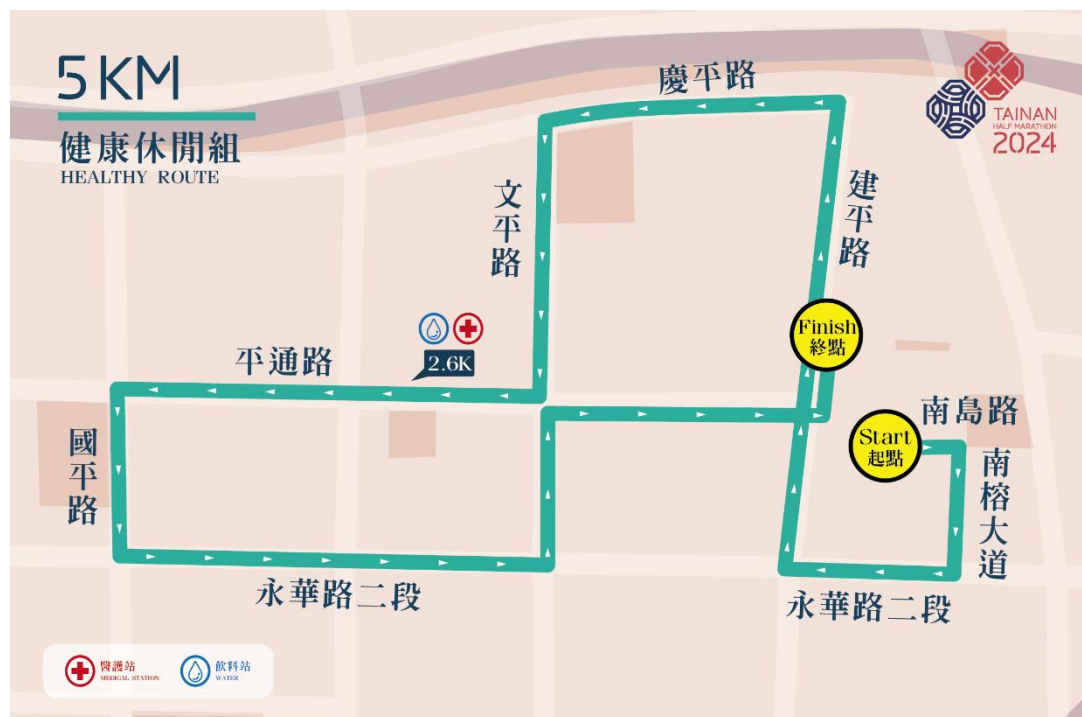 5KM
健康休閒組
HEALTHY ROUTE
TAINAN
HALF MARATHON
2024
慶平路
建平路
文平路
Finish
終點
2.6K
平通路
南島路
Start
起點
國平路
南榕大道
永華路二段
永華路二段
醫護站
MEDICAL STATION
飲料站
WATER